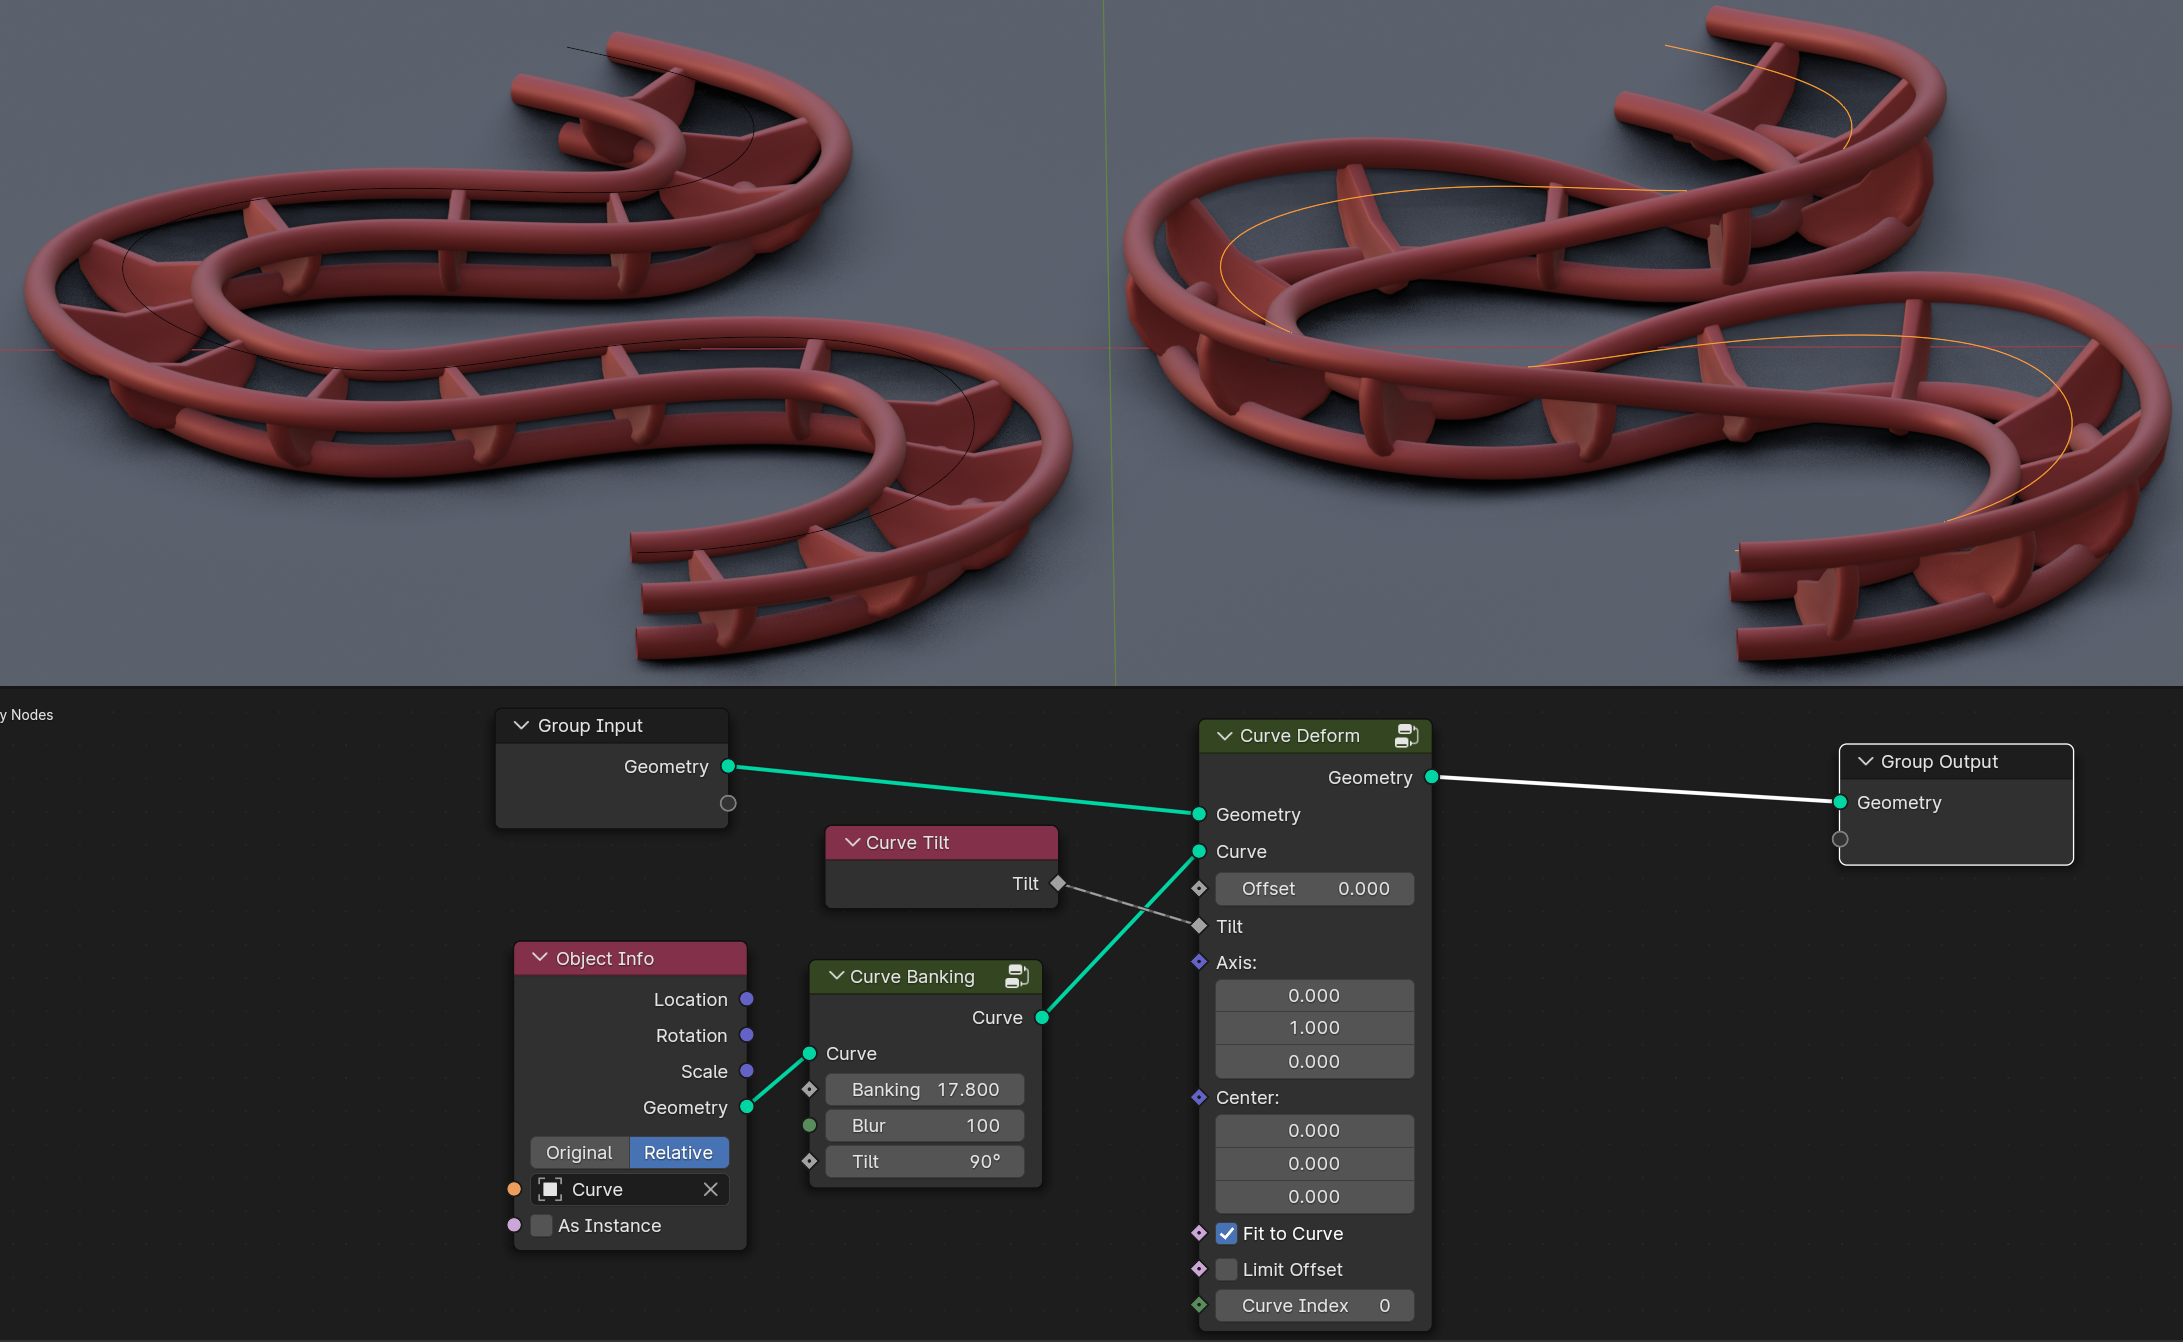 y Nodes
Group Input
Geometry
Curve Tilt
Tilt
Object Info
Location
Rotation
Scale
Geometry
Original Relative
Curve
As Instance
Curve Banking
Curve
Curve
Banking 17.800
Blur 100
Tilt 90°
Curve Deform
Geometry
Geometry
Curve
Offset 0.000
Tilt
Axis:
0.000
1.000
0.000
Center:
0.000
0.000
0.000
Fit to Curve
Limit Offset
Curve Index 0
Group Output
Geometry